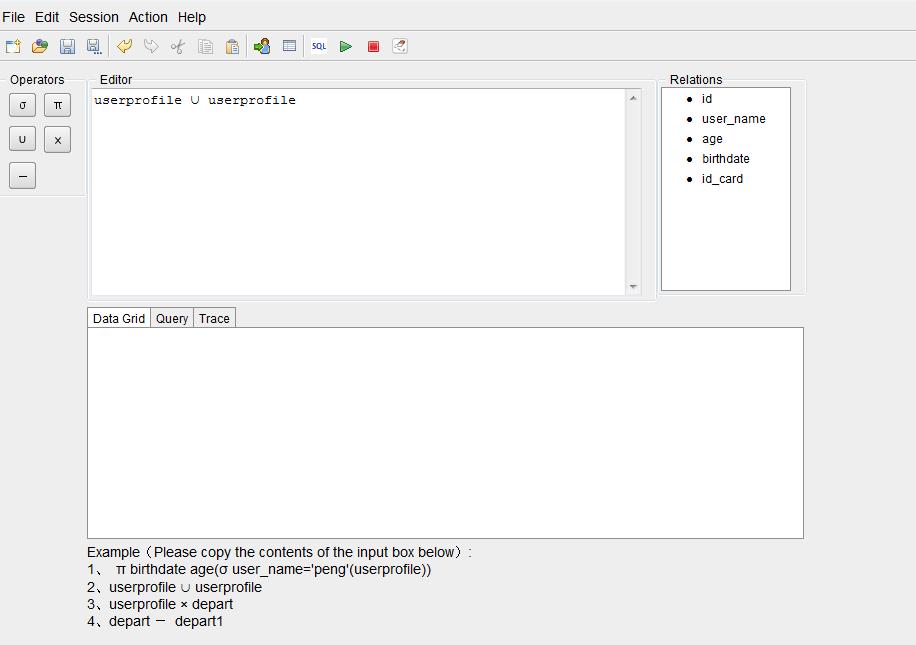 File Edit Session Action Help
SQL
Operators
Editor
Relations
σ π
∪ x
–
userprofile ∪ userprofile
id
user_name
age
birthdate
id_card
Data Grid Query Trace
Example（Please copy the contents of the input box below）:
1、 π birthdate age(σ user_name='peng'(userprofile))
2、userprofile ∪ userprofile
3、userprofile × depart
4、depart － depart1